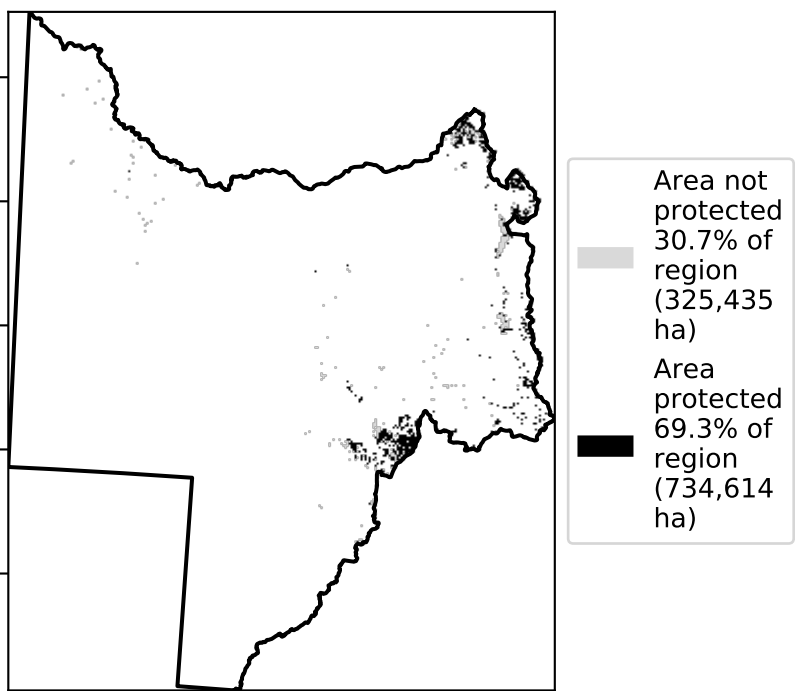 Area not
protected
30.7% of
region
(325,435
ha)
Area
protected
69.3% of
region
(734,614
ha)